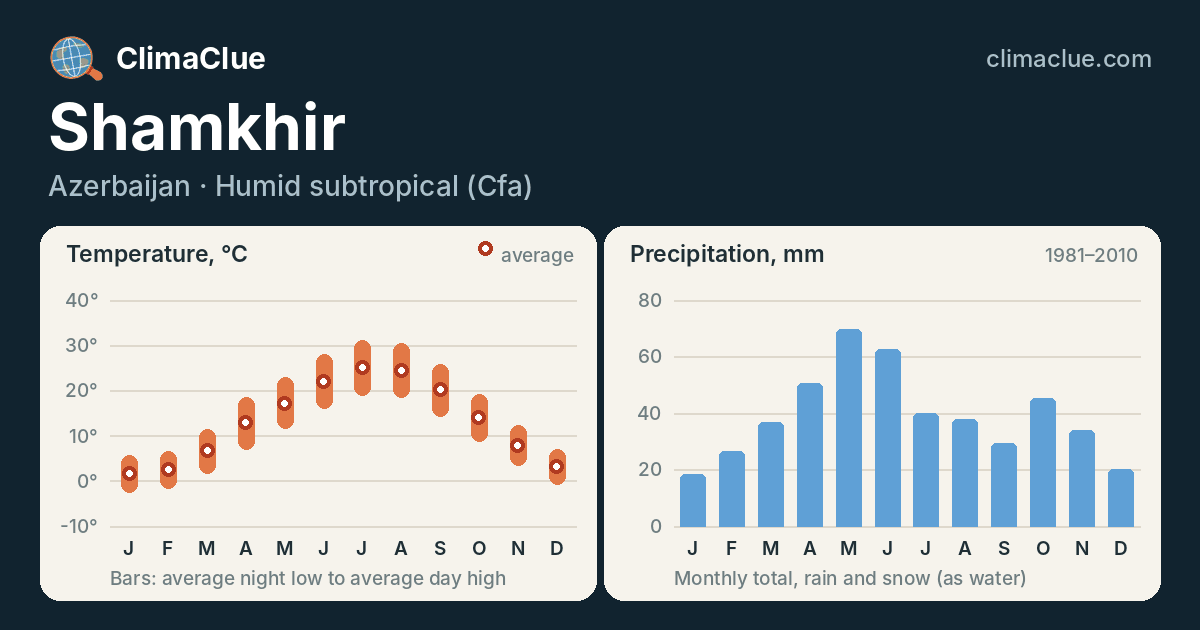 ClimaClue
climaclue.com
Shamkhir
Azerbaijan · Humid subtropical (Cfa)
Temperature, °C
average
40°
30°
20°
10°
0°
-10°
J F M A M J J A S O N D
Bars: average night low to average day high
Precipitation, mm
1981–2010
80
60
40
20
0
J F M A M J J A S O N D
Monthly total, rain and snow (as water)